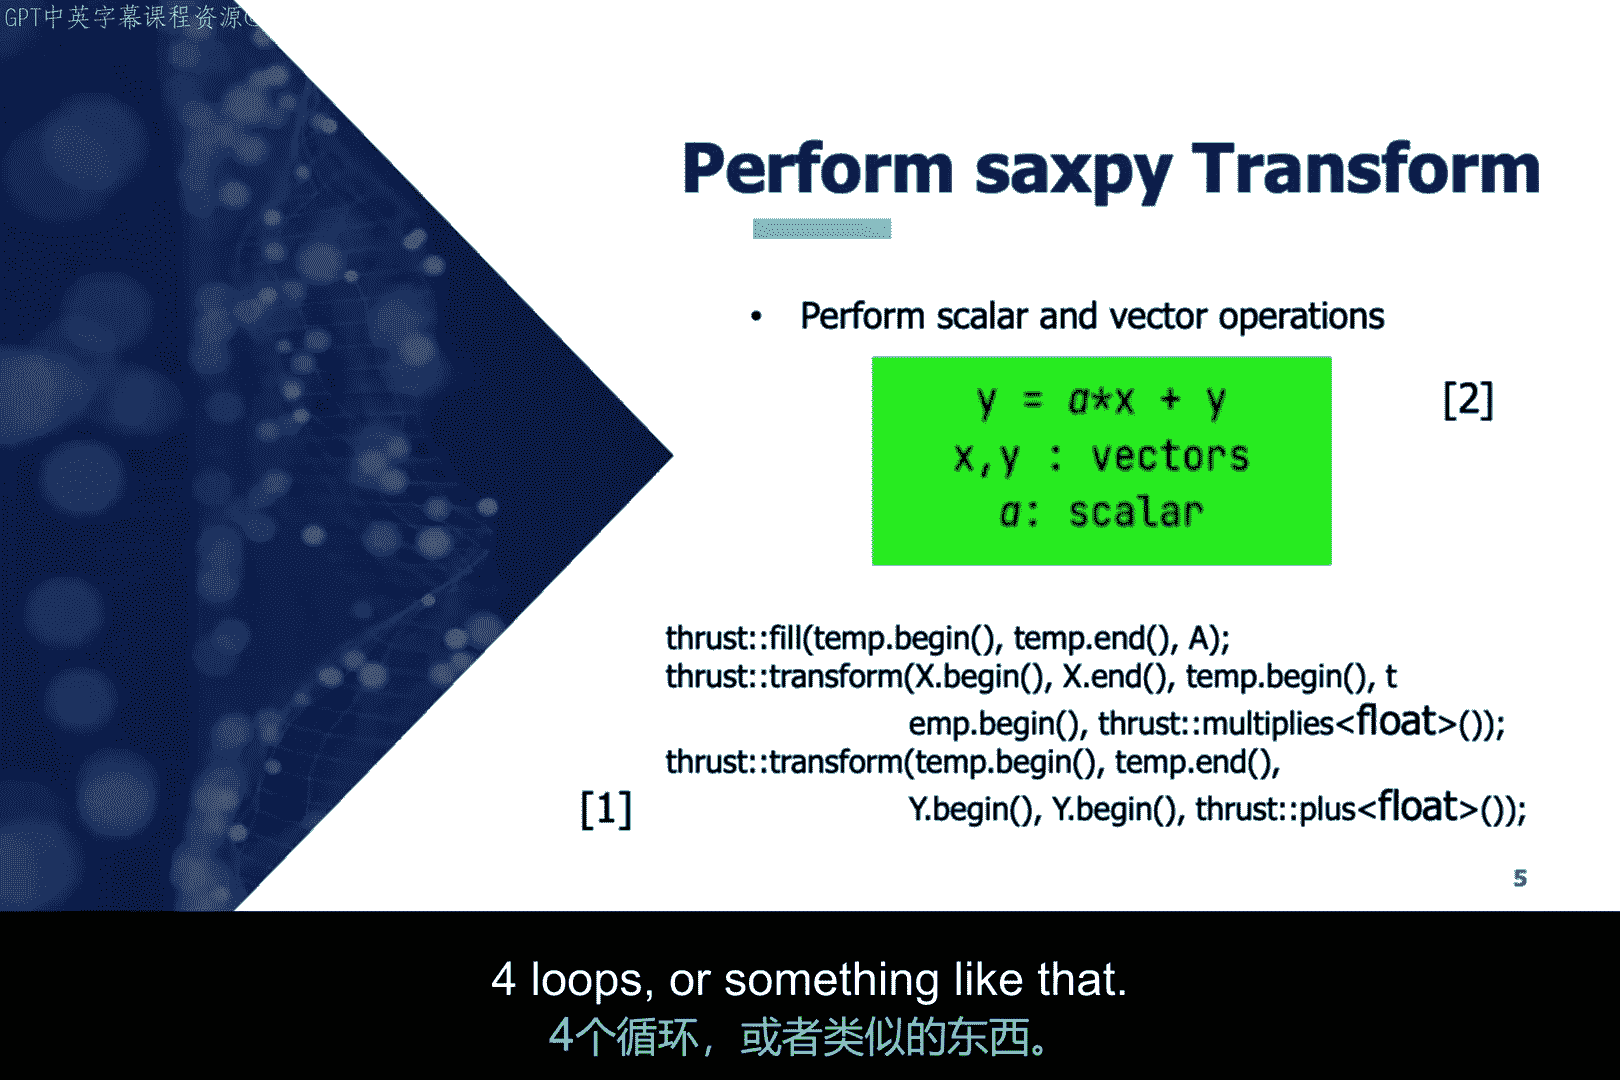 GPT中英字幕课程资源
Perform saxpy Transform
• Perform scalar and vector operations
y = a*x + y
x,y : vectors
a: scalar
[2]
thrust::fill(temp.begin(), temp.end(), A);
thrust::transform(X.begin(), X.end(), temp.begin(), t
emp.begin(), thrust::multiplies<float>());
thrust::transform(temp.begin(), temp.end(),
[1]
Y.begin(), Y.begin(), thrust::plus<float>());
5
4 loops, or something like that.
4个循环，或者类似的东西。